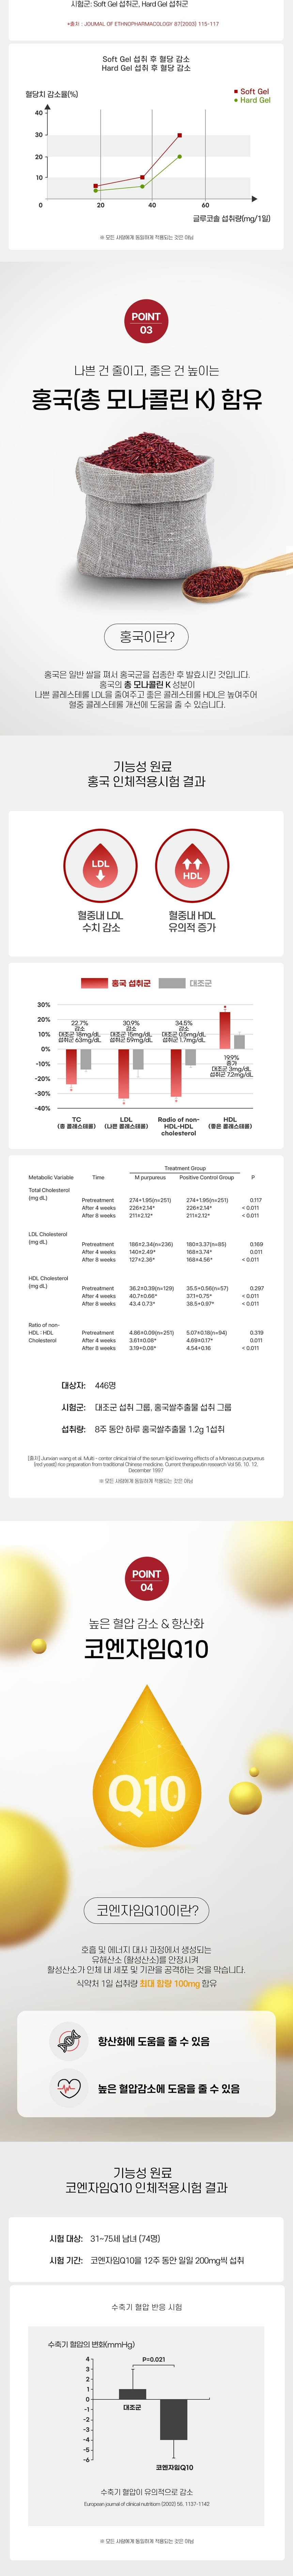 시험군: Soft Gel 섭취군, Hard Gel 섭취군
*출처 : JOUMAL OF ETHNOPHARMACOLOGY 87(2003) 115-117
Soft Gel 섭취 후 혈당 감소
Hard Gel 섭취 후 혈당 감소
혈당치 감소율(%)
Soft Gel
Hard Gel
40
30
20
10
0
20
40
60
글루코솔 섭취량(mg/1일)
※ 모든 사람에게 동일하게 적용되는 것은 아님
POINT
03
나쁜 건 줄이고, 좋은 건 높이는
홍국(총 모나콜린 K) 함유
홍국이란?
홍국은 일반 쌀을 쪄서 홍국균을 접종한 후 발효시킨 것입니다.
홍국의 총 모나콜린 K 성분이
나쁜 콜레스테롤 LDL을 줄여주고 좋은 콜레스테롤 HDL은 높여주어
혈중 콜레스테롤 개선에 도움을 줄 수 있습니다.
기능성 원료
홍국 인체적용시험 결과
LDL
HDL
혈중내 LDL
수치 감소
혈중내 HDL
유의적 증가
홍국 섭취군
대조군
30%
20%
10%
0%
-10%
-20%
-30%
-40%
22.7%
감소
대조군 18mg/dL
섭취군 63mg/dL
30.9%
감소
대조군 15mg/dL
섭취군 59mg/dL
34.5%
감소
대조군 0.5mg/dL
섭취군 1.7mg/dL
19.9%
증가
대조군 3mg/dL
섭취군 7.2mg/dL
TC
(총 콜레스테롤)
LDL
(나쁜 콜레스테롤)
Radio of non-
HDL-HDL
cholesterol
HDL
(좋은 콜레스테롤)
Treatment Group
Metabolic Variable Time M purpureus Positive Control Group P
Total Cholesterol
(mg dL)
Pretreatment 274+1.95(n=251) 274+1.95(n=251) 0.117
After 4 weeks 226±2.14* 226±2.14* < 0.011
After 8 weeks 211±2.12* 211±2.12* < 0.011
LDL Cholesterol
(mg dL)
Pretreatment 186±2.34(n=236) 180±3.37(n=85) 0.169
After 4 weeks 140±2.49* 168±3.74* 0.011
After 8 weeks 127±2.36* 168±4.56* < 0.011
HDL Cholesterol
(mg dL)
Pretreatment 36.2±0.39(n=129) 35.5±0.56(n=57) 0.297
After 4 weeks 40.7±0.66* 37.1±0.75* < 0.011
After 8 weeks 43.4 0.73* 38.5±0.97* < 0.011
Ratio of non-
HDL : HDL
Cholesterol
Pretreatment 4.86±0.09(n=251) 5.07±0.18(n=94) 0.319
After 4 weeks 3.61±0.08* 4.69±0.17* 0.011
After 8 weeks 3.19±0.08* 4.54±0.16 < 0.011
대상자: 446명
시험군: 대조군 섭취 그룹, 홍국쌀추출물 섭취 그룹
섭취량: 8주 동안 하루 홍국쌀추출물 1.2g 1섭취
December 1997
※ 모든 사람에게 동일하게 적용되는 것은 아님
POINT
04
높은 혈압 감소 & 항산화
코엔자임Q10
Q10
코엔자임Q10이란?
호흡 및 에너지 대사 과정에서 생성되는
유해산소 (활성산소)를 안정시켜
활성산소가 인체 내 세포 및 기관을 공격하는 것을 막습니다.
식약처 1일 섭취량 최대 함량 100mg 함유
항산화에 도움을 줄 수 있음
높은 혈압감소에 도움을 줄 수 있음
기능성 원료
코엔자임Q10 인체적용시험 결과
시험 대상: 31~75세 남녀 (74명)
시험 기간: 코엔자임Q10을 12주 동안 일일 200mg씩 섭취
수축기 혈압 반응 시험
수축기 혈압의 변화(mmHg)
4
3
2
1
0
-1
-2
-3
-4
-5
-6
P=0.021
대조군
코엔자임Q10
수축기 혈압이 유의적으로 감소
European journal of clinical nutritiom (2002) 56, 1137-1142
※ 모든 사람에게 동일하게 적용되는 것은 아님